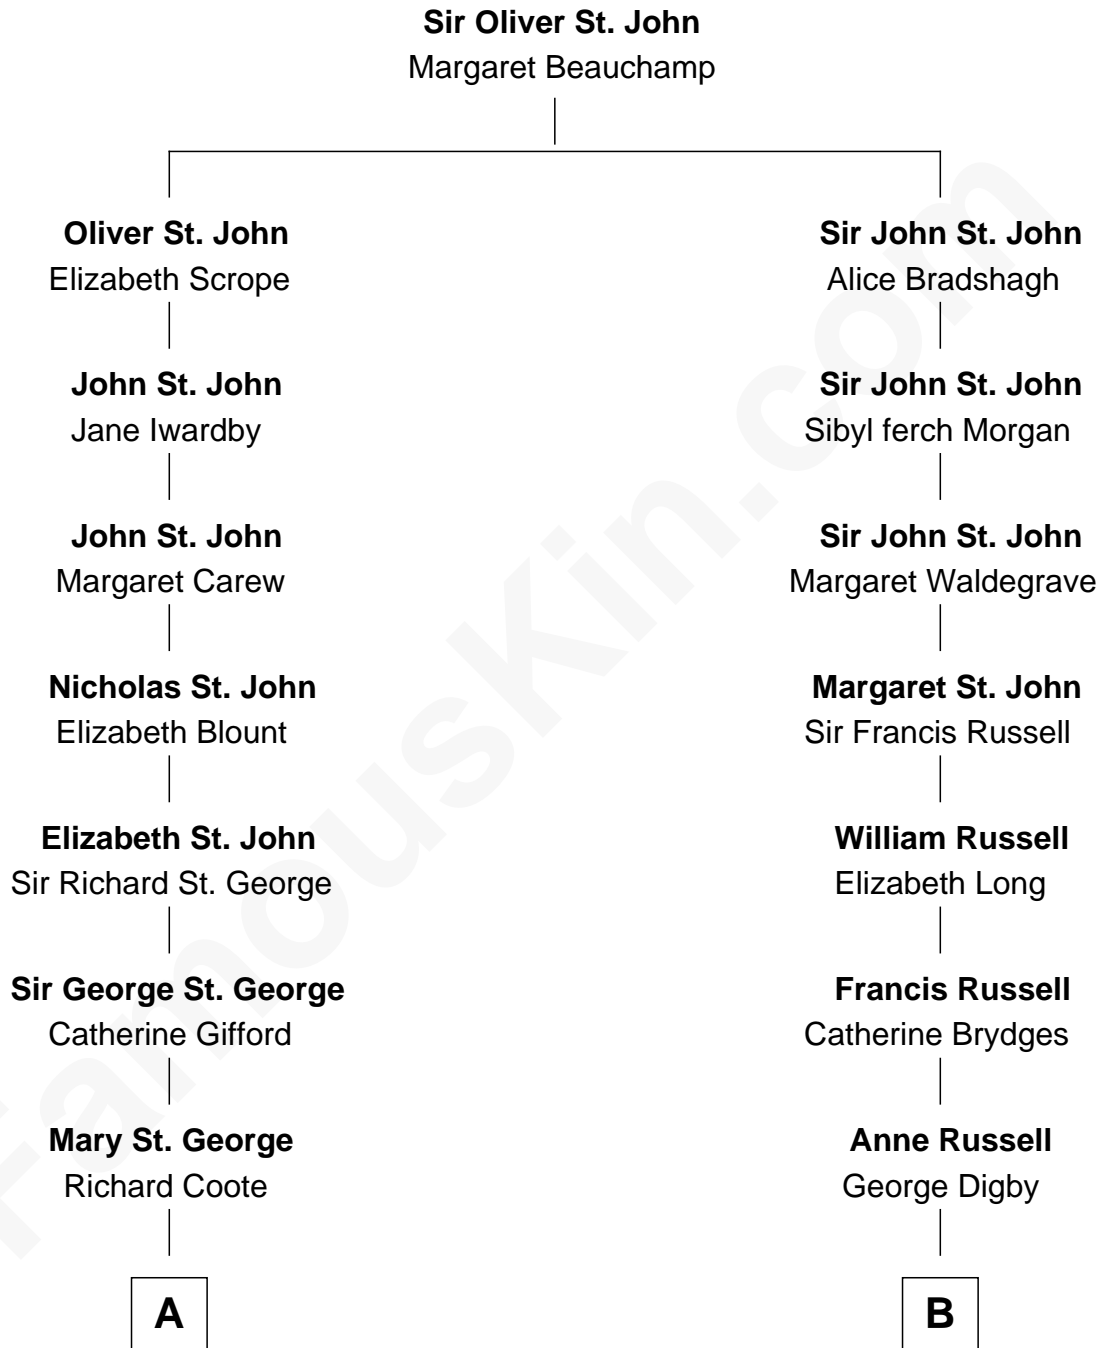 Sir Oliver St. John
Margaret Beauchamp
Oliver St. John
Elizabeth Scrope
Sir John St. John
Alice Bradshagh
John St. John
Jane Iwardby
Sir John St. John
Sibyl ferch Morgan
John St. John
Margaret Carew
Sir John St. John
Margaret Waldegrave
Nicholas St. John
Elizabeth Blount
Margaret St. John
Sir Francis Russell
Elizabeth St. John
Sir Richard St. George
William Russell
Elizabeth Long
Sir George St. George
Catherine Gifford
Francis Russell
Catherine Brydges
Mary St. George
Richard Coote
Anne Russell
George Digby
A
B
FamousKin.com